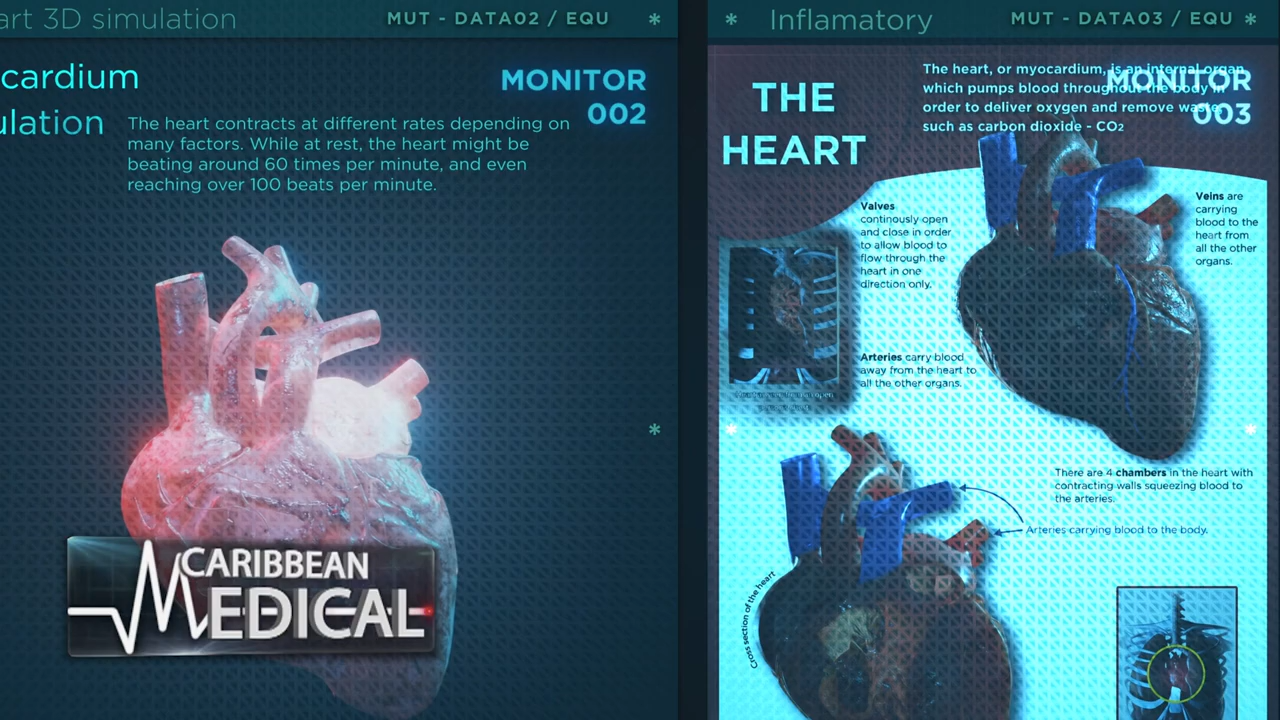 art 3D simulation
MUT - DATA02 / EQU *
cardium
ulation
MONITOR
002
The heart contracts at different rates depending on
many factors. While at rest, the heart might be
beating around 60 times per minute, and even
reaching over 100 beats per minute.
*
CARIBBEAN
MEDICAL
* Inflamatory
MUT - DATA03 / EQU *
THE
HEART
The heart, or myocardium, is an internal organ
which pumps blood throughout the body in
order to deliver oxygen and remove waste
such as carbon dioxide - CO2
MONITOR
003
Valves
continously open
and close in order
to allow blood to
flow through the
heart in one
direction only.
Veins are
carrying
blood to the
heart from
all the other
organs.
Arteries carry blood
away from the heart to
all the other organs.
*
*
There are 4 chambers in the heart with
contracting walls squeezing blood to
the arteries.
Arteries carrying blood to the body.
Cross section of the heart